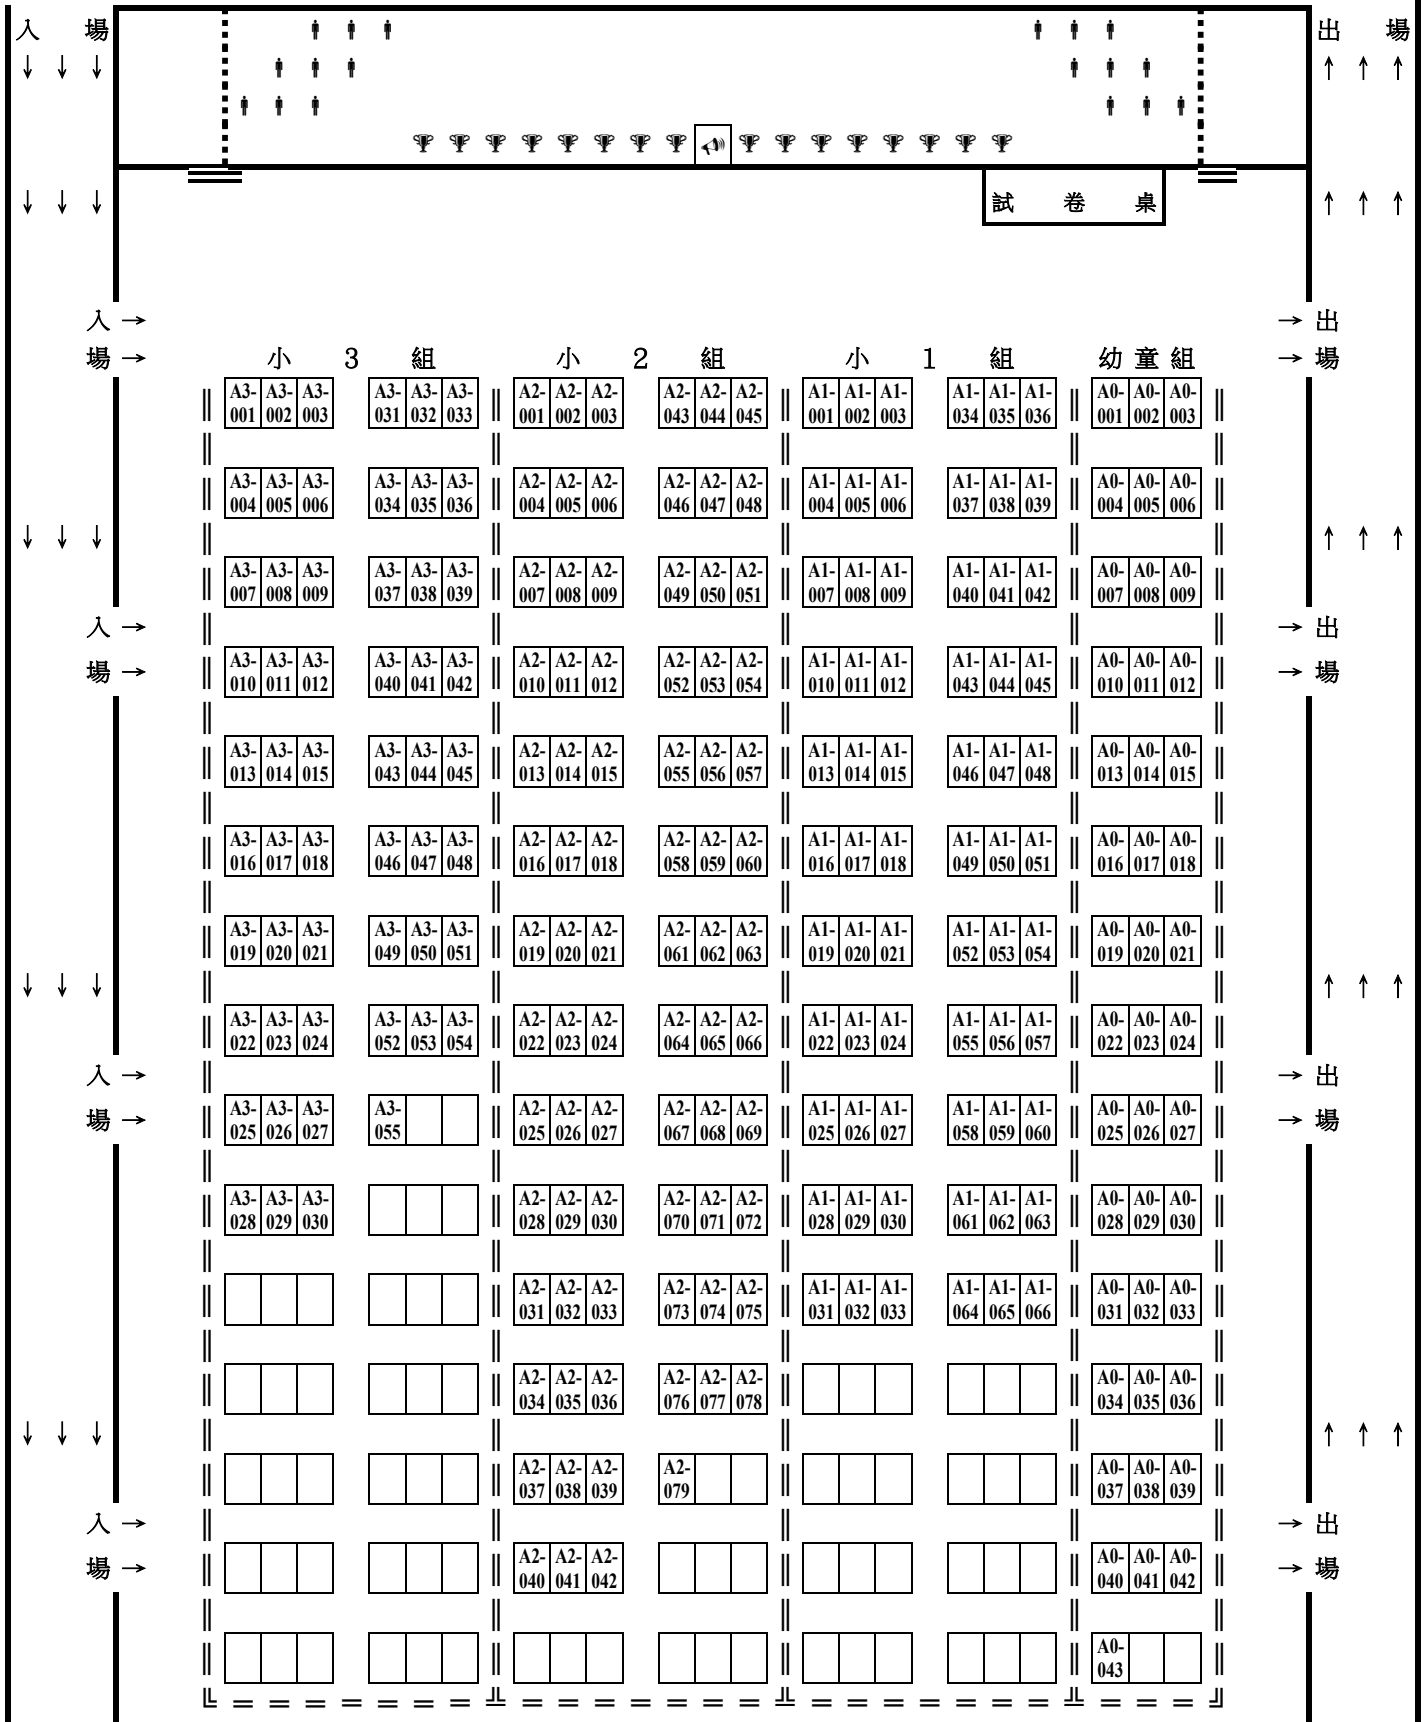 入 場 出 場
↓ ↓ ↓ ↑ ↑ ↑
↓ ↓ ↓ 試 卷 桌 ↑ ↑ ↑
入 → → 出
場 → 小 3 組 小 2 組 小 1 組 幼 童 組 → 場
A3-001 A3-002 A3-003 A3-031 A3-032 A3-033 A2-001 A2-002 A2-003 A2-043 A2-044 A2-045 A1-001 A1-002 A1-003 A1-034 A1-035 A1-036 A0-001 A0-002 A0-003
A3-004 A3-005 A3-006 A3-034 A3-035 A3-036 A2-004 A2-005 A2-006 A2-046 A2-047 A2-048 A1-004 A1-005 A1-006 A1-037 A1-038 A1-039 A0-004 A0-005 A0-006
↓ ↓ ↓ ↑ ↑ ↑
A3-007 A3-008 A3-009 A3-037 A3-038 A3-039 A2-007 A2-008 A2-009 A2-049 A2-050 A2-051 A1-007 A1-008 A1-009 A1-040 A1-041 A1-042 A0-007 A0-008 A0-009
入 → → 出
場 → A3-010 A3-011 A3-012 A3-040 A3-041 A3-042 A2-010 A2-011 A2-012 A2-052 A2-053 A2-054 A1-010 A1-011 A1-012 A1-043 A1-044 A1-045 A0-010 A0-011 A0-012 → 場
A3-013 A3-014 A3-015 A3-043 A3-044 A3-045 A2-013 A2-014 A2-015 A2-055 A2-056 A2-057 A1-013 A1-014 A1-015 A1-046 A1-047 A1-048 A0-013 A0-014 A0-015
A3-016 A3-017 A3-018 A3-046 A3-047 A3-048 A2-016 A2-017 A2-018 A2-058 A2-059 A2-060 A1-016 A1-017 A1-018 A1-049 A1-050 A1-051 A0-016 A0-017 A0-018
A3-019 A3-020 A3-021 A3-049 A3-050 A3-051 A2-019 A2-020 A2-021 A2-061 A2-062 A2-063 A1-019 A1-020 A1-021 A1-052 A1-053 A1-054 A0-019 A0-020 A0-021
↓ ↓ ↓ ↑ ↑ ↑
A3-022 A3-023 A3-024 A3-052 A3-053 A3-054 A2-022 A2-023 A2-024 A2-064 A2-065 A2-066 A1-022 A1-023 A1-024 A1-055 A1-056 A1-057 A0-022 A0-023 A0-024
入 → → 出
場 → A3-025 A3-026 A3-027 A3-055 A2-025 A2-026 A2-027 A2-067 A2-068 A2-069 A1-025 A1-026 A1-027 A1-058 A1-059 A1-060 A0-025 A0-026 A0-027 → 場
A3-028 A3-029 A3-030 A2-028 A2-029 A2-030 A2-070 A2-071 A2-072 A1-028 A1-029 A1-030 A1-061 A1-062 A1-063 A0-028 A0-029 A0-030
A2-031 A2-032 A2-033 A2-073 A2-074 A2-075 A1-031 A1-032 A1-033 A1-064 A1-065 A1-066 A0-031 A0-032 A0-033
A2-034 A2-035 A2-036 A2-076 A2-077 A2-078 A0-034 A0-035 A0-036
↓ ↓ ↓ ↑ ↑ ↑
A2-037 A2-038 A2-039 A2-079 A0-037 A0-038 A0-039
入 → → 出
場 → A2-040 A2-041 A2-042 A0-040 A0-041 A0-042 → 場
A0-043